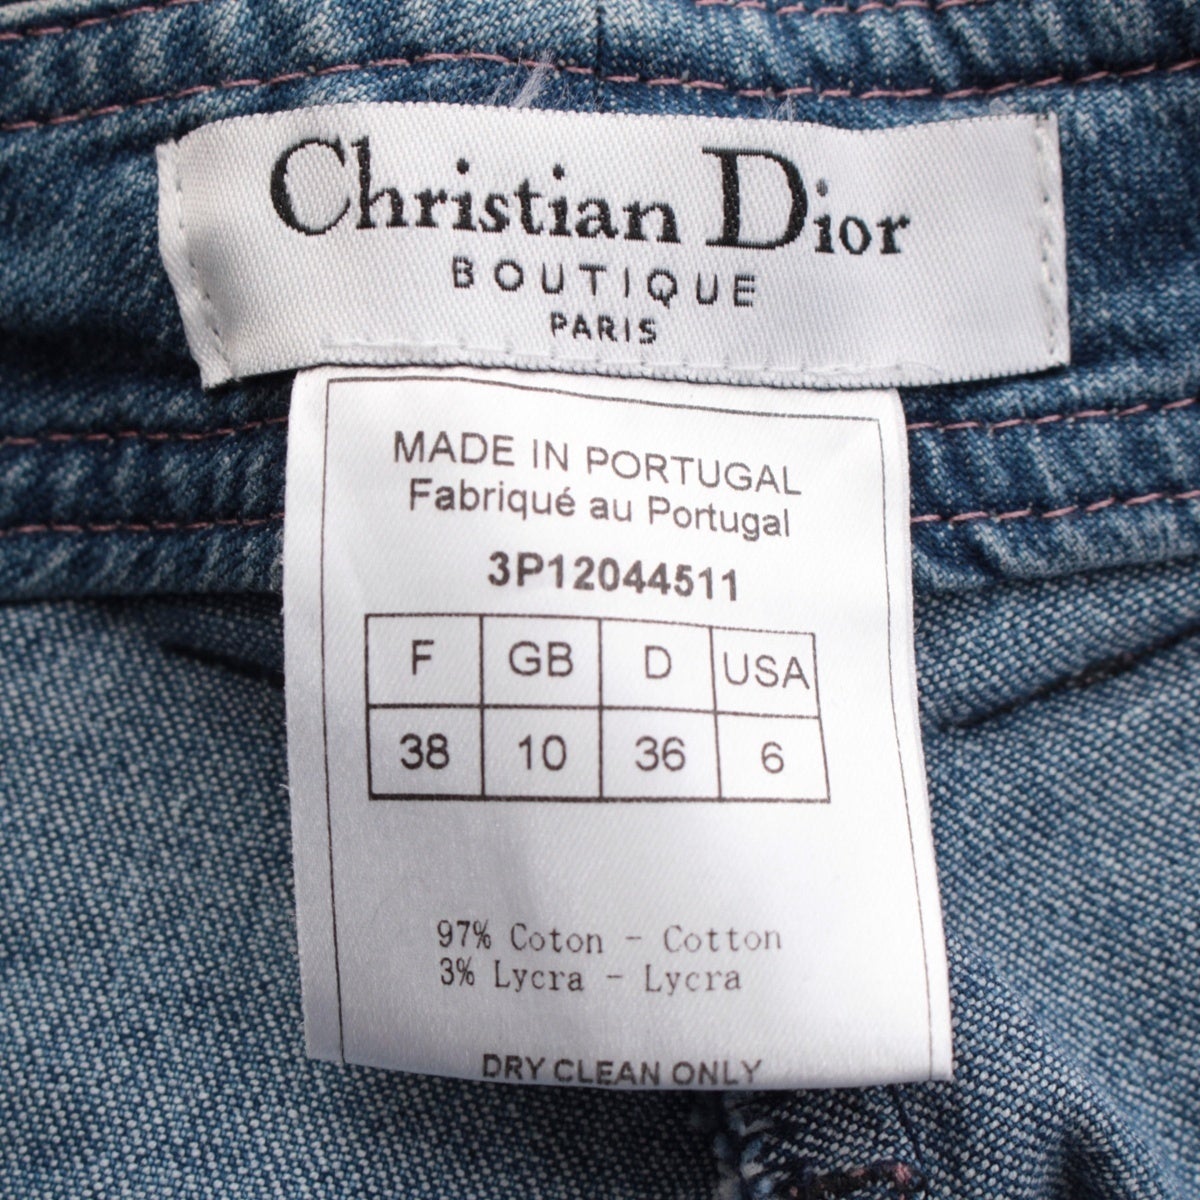 Christian Dior
BOUTIQUE
PARIS
MADE IN PORTUGAL
Fabriqué au Portugal
3P12044511
F GB D USA
38 10 36 6
97% Coton - Cotton
3% Lycra - Lycra
DRY CLEAN ONLY